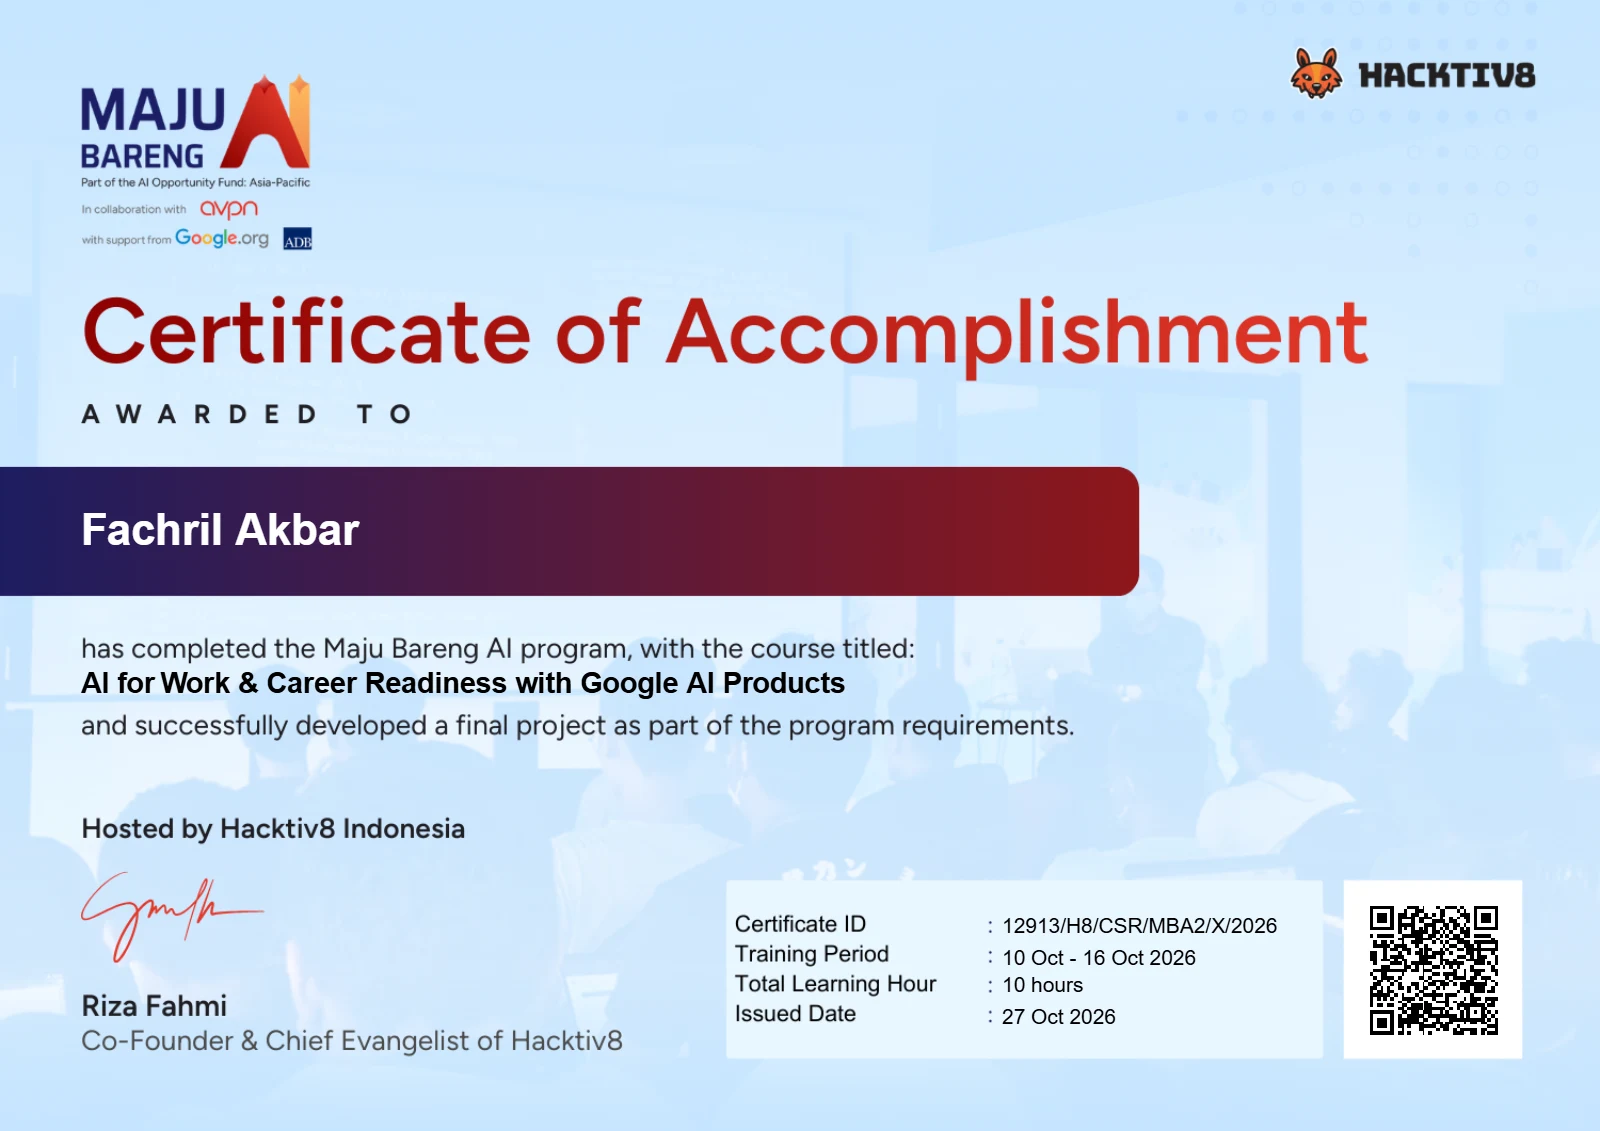 MAJU AI
BARENG
Part of the AI Opportunity Fund: Asia-Pacific
In collaboration with avpn
with support from Google.org ADB
HACKTIV8
Certificate of Accomplishment
AWARDED TO
Fachril Akbar
has completed the Maju Bareng AI program, with the course titled:
AI for Work & Career Readiness with Google AI Products
and successfully developed a final project as part of the program requirements.
Hosted by Hacktiv8 Indonesia
Riza Fahmi
Co-Founder & Chief Evangelist of Hacktiv8
Certificate ID : 12913/H8/CSR/MBA2/X/2026
Training Period : 10 Oct - 16 Oct 2026
Total Learning Hour : 10 hours
Issued Date : 27 Oct 2026